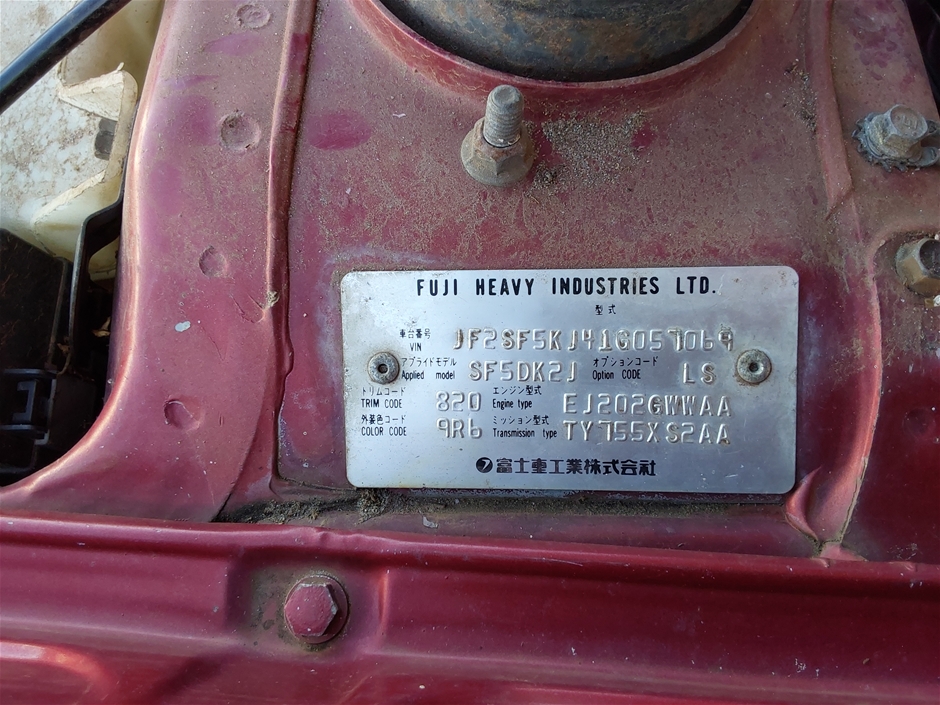 FUJI HEAVY INDUSTRIES LTD.
型式
車台番号 VIN JF2SF5KJ41G057069
アプライドモデル Applied model SF5DK2J オプションコード Option CODE LS
トリムコード TRIM CODE 820 エンジン型式 Engine type EJ202GWWAA
外装色コード COLOR CODE 9R6 ミッション型式 Transmission type TY755XS2AA
富士重工業株式会社